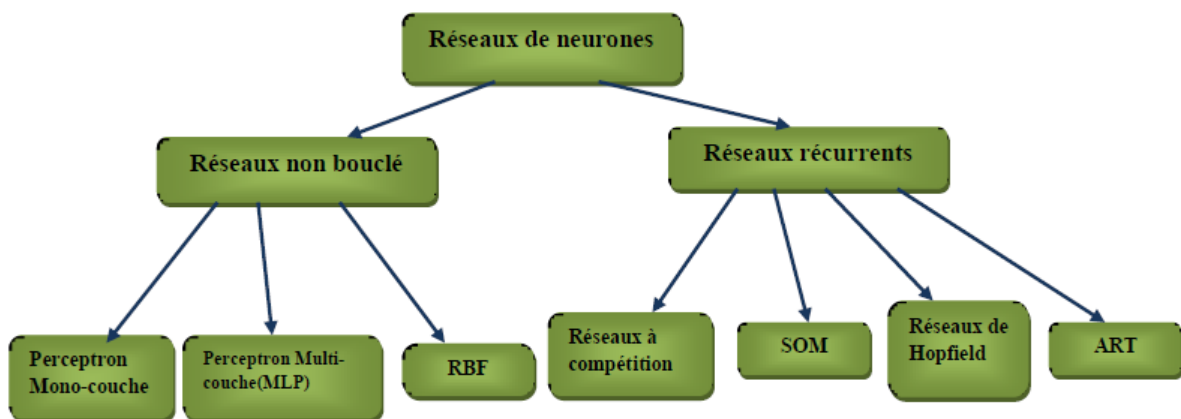 Réseaux de neurones
Réseaux non bouclé
Réseaux récurrents
Perceptron
Mono-couche
Perceptron Multi-
couche(MLP)
RBF
Réseaux à
compétition
SOM
Réseaux de
Hopfield
ART